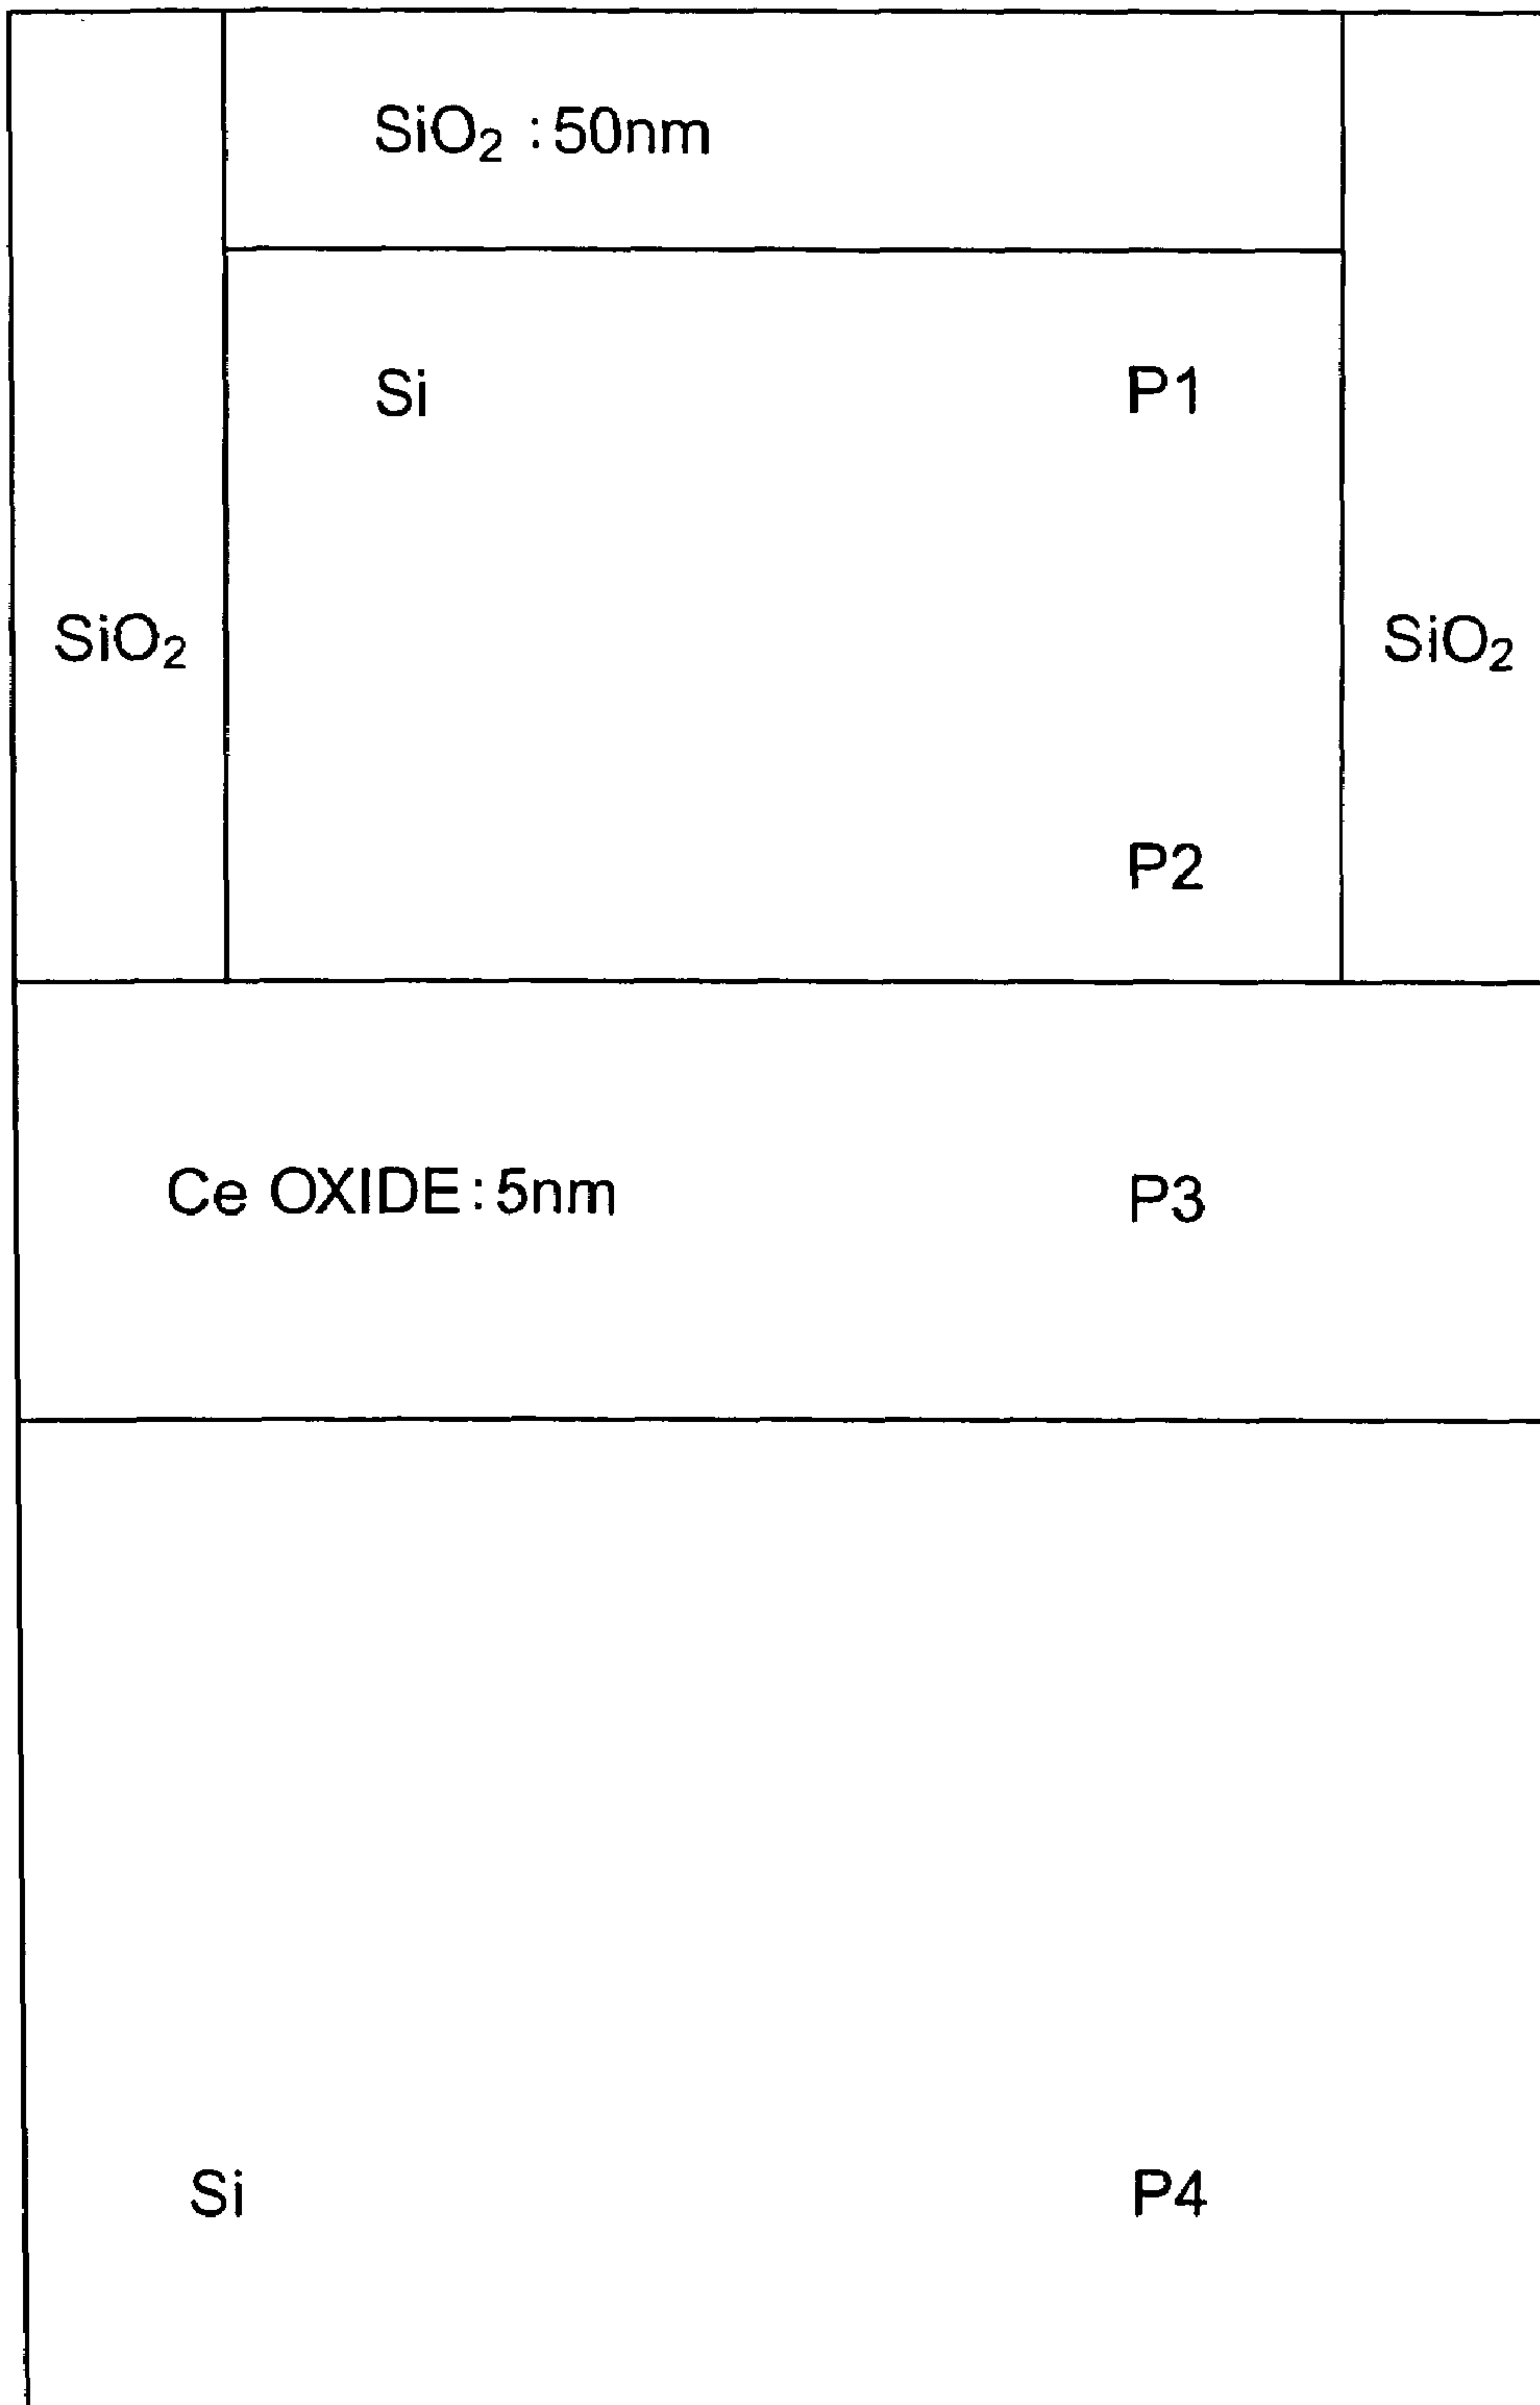 SiO₂ :50nm
Si P1
SiO₂ SiO₂
P2
Ce OXIDE:5nm P3
Si P4